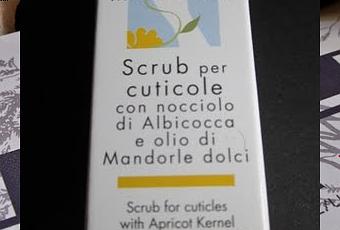 Scrub per
cuticole
con nocciolo
di Albicocca
e olio di
Mandorle dolci
Scrub for cuticles
with Apricot Kernel